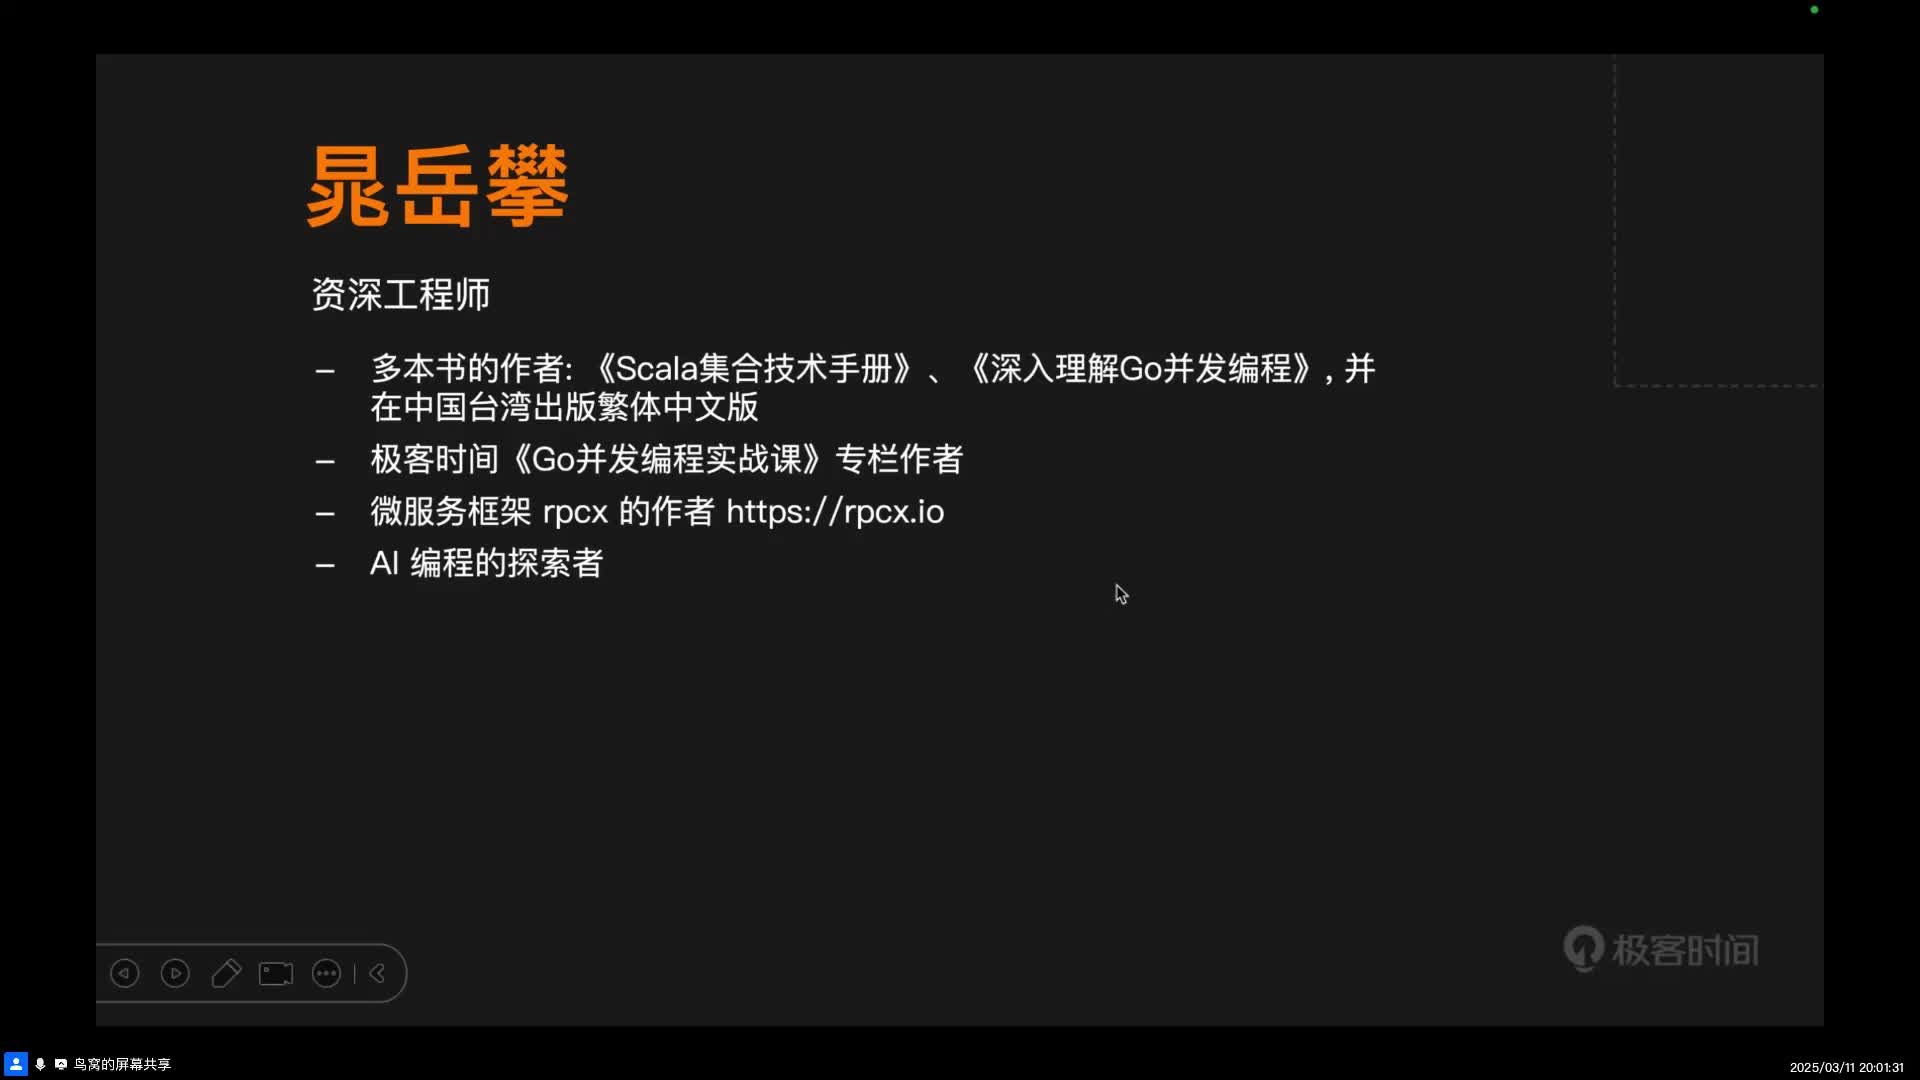 晁岳攀
资深工程师
– 多本书的作者: 《Scala集合技术手册》、《深入理解Go并发编程》, 并
在中国台湾出版繁体中文版
– 极客时间《Go并发编程实战课》专栏作者
– 微服务框架 rpcx 的作者 https://rpcx.io
– AI 编程的探索者
极客时间
鸟窝的屏幕共享
2025/03/11 20:01:31